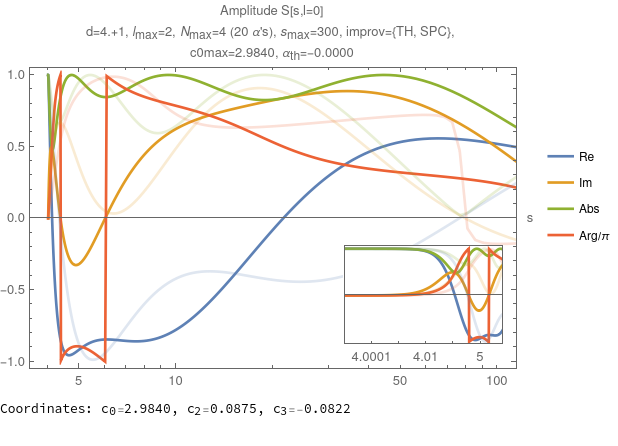 Amplitude S[s,l=0]
d=4.+1, lmax=2, Nmax=4 (20 α's), smax=300, improv={TH, SPC},
c0max=2.9840, αth=−0.0000
1.0
0.5
0.0
−0.5
−1.0
5
10
50
100
s
Re
Im
Abs
Arg/π
4.0001
4.01
5
Coordinates: c0=2.9840, c2=0.0875, c3=-0.0822